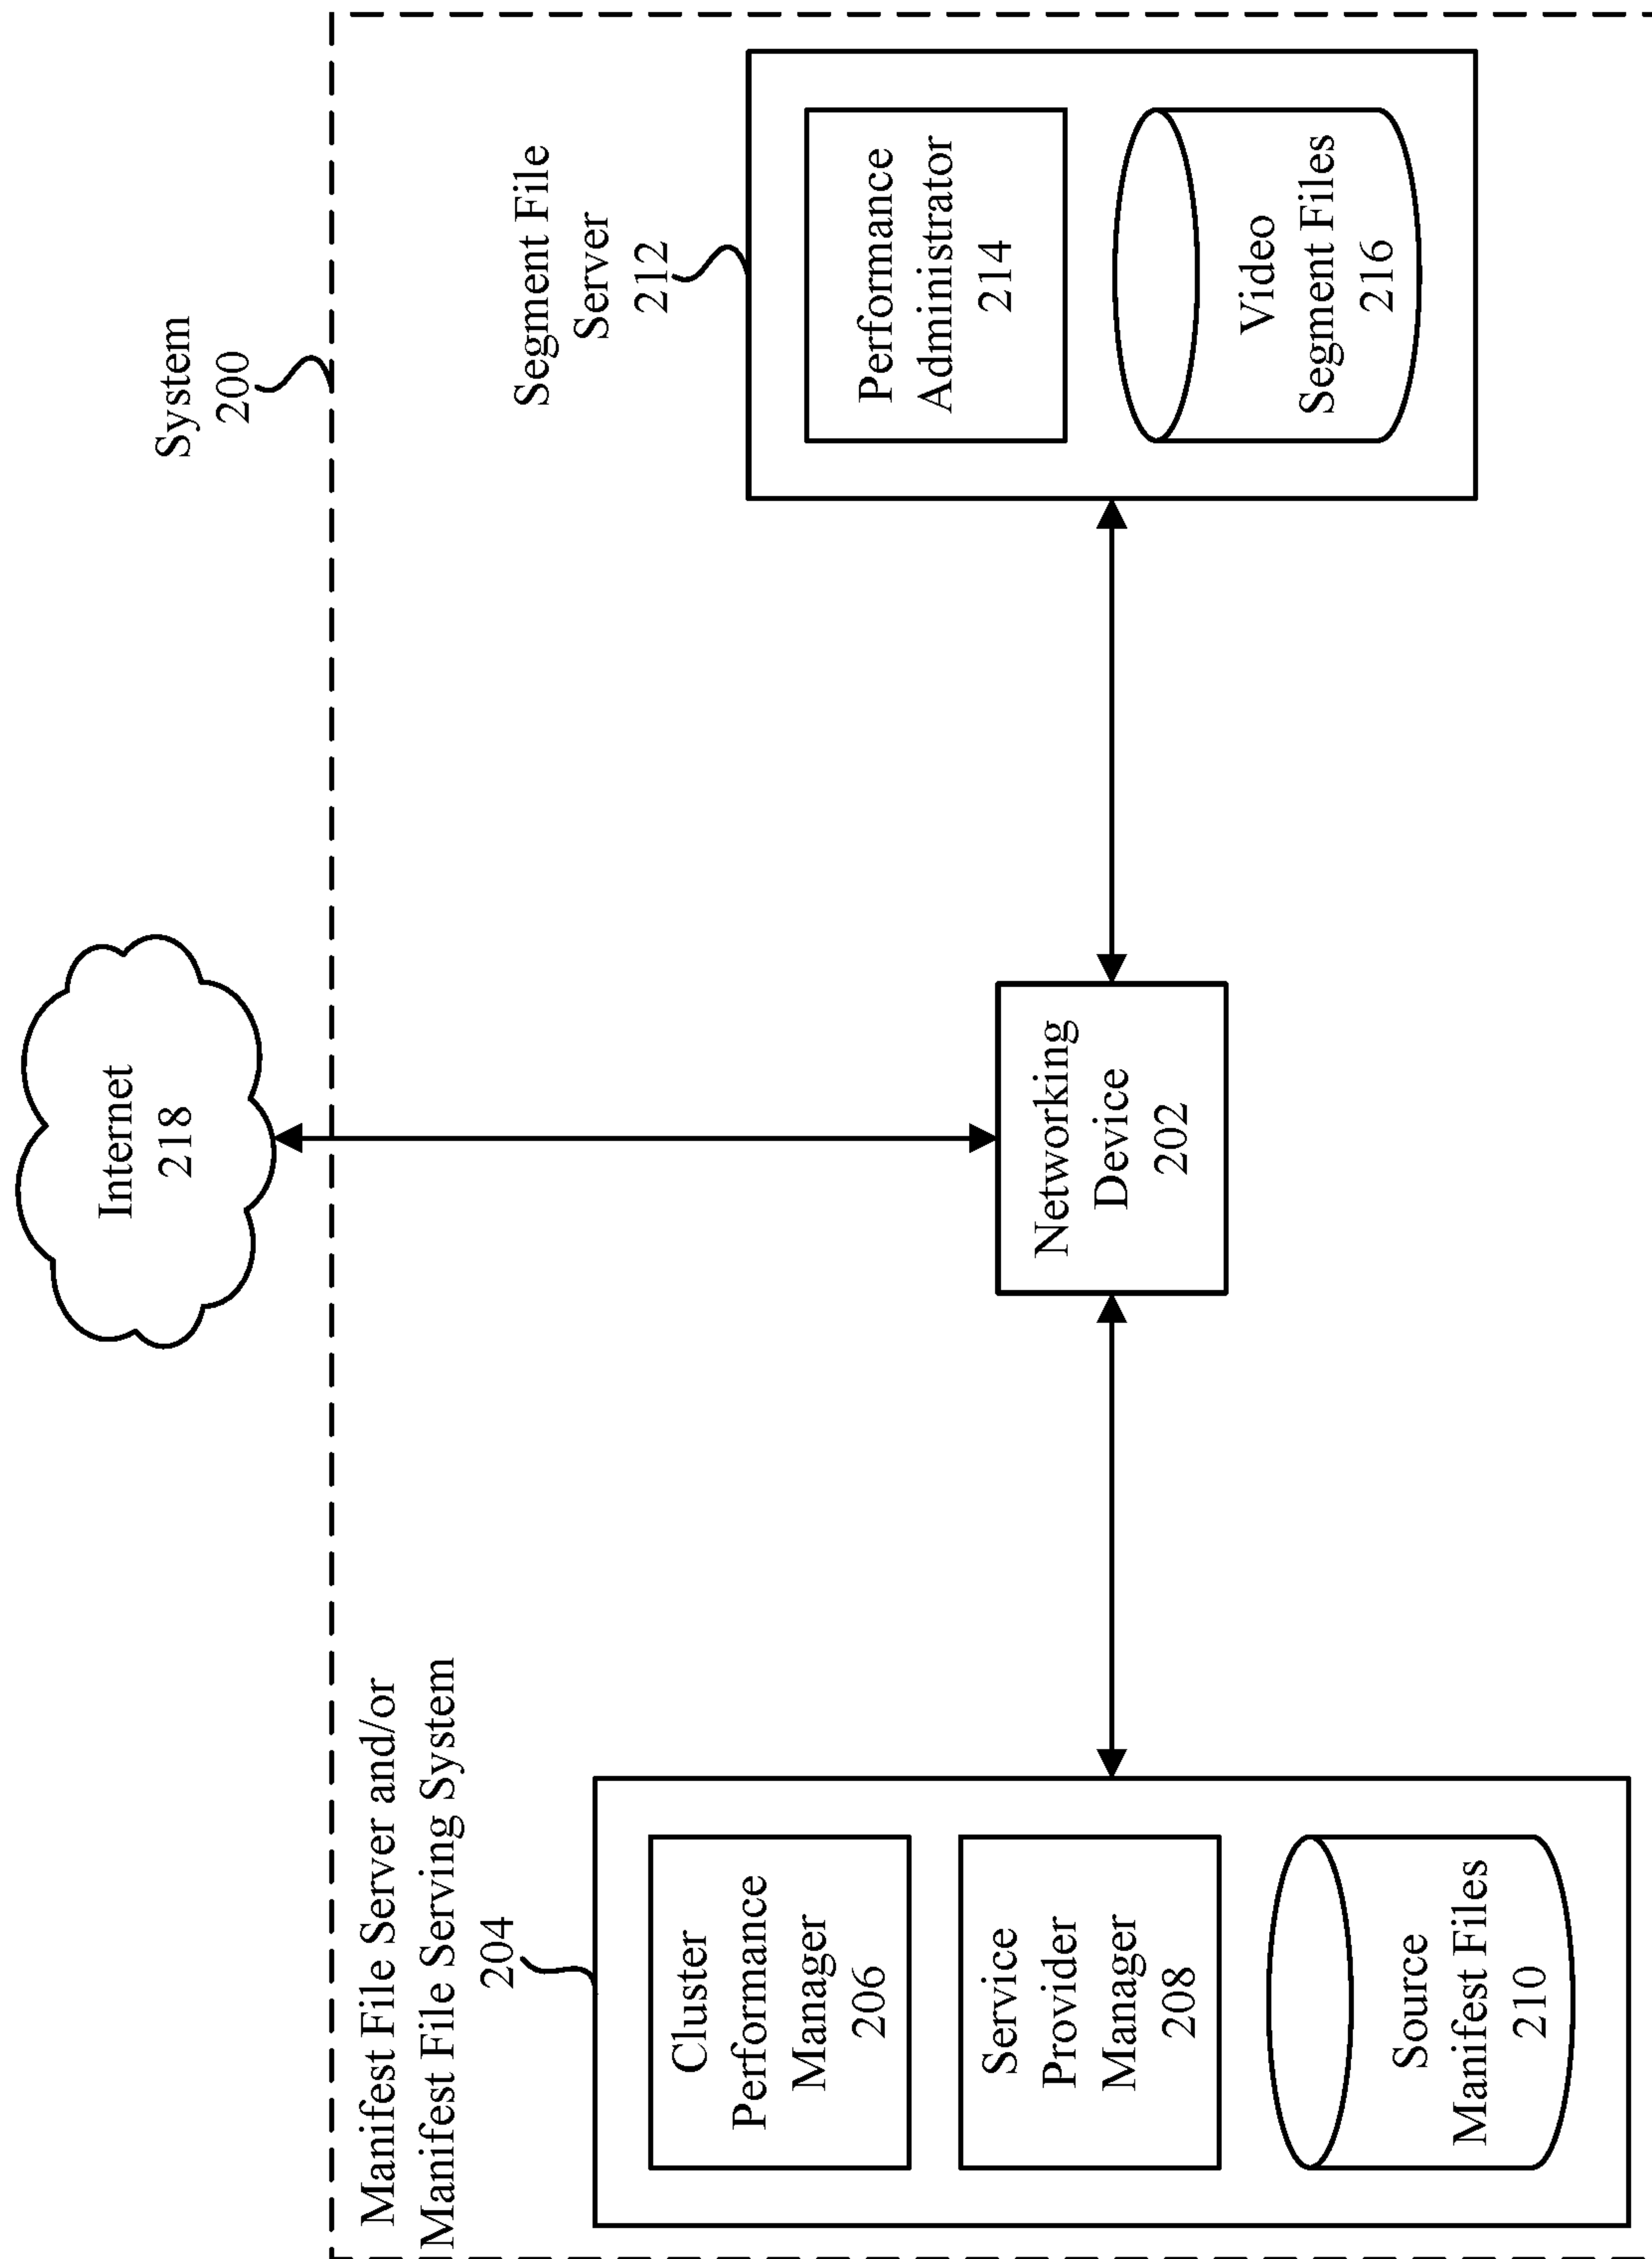 Internet
218
System
200
Manifest File Server and/or
Manifest File Serving System
204
Cluster
Performance
Manager
206
Service
Provider
Manager
208
Source
Manifest Files
210
Networking
Device
202
Segment File
Server
212
Performance
Administrator
214
Video
Segment Files
216